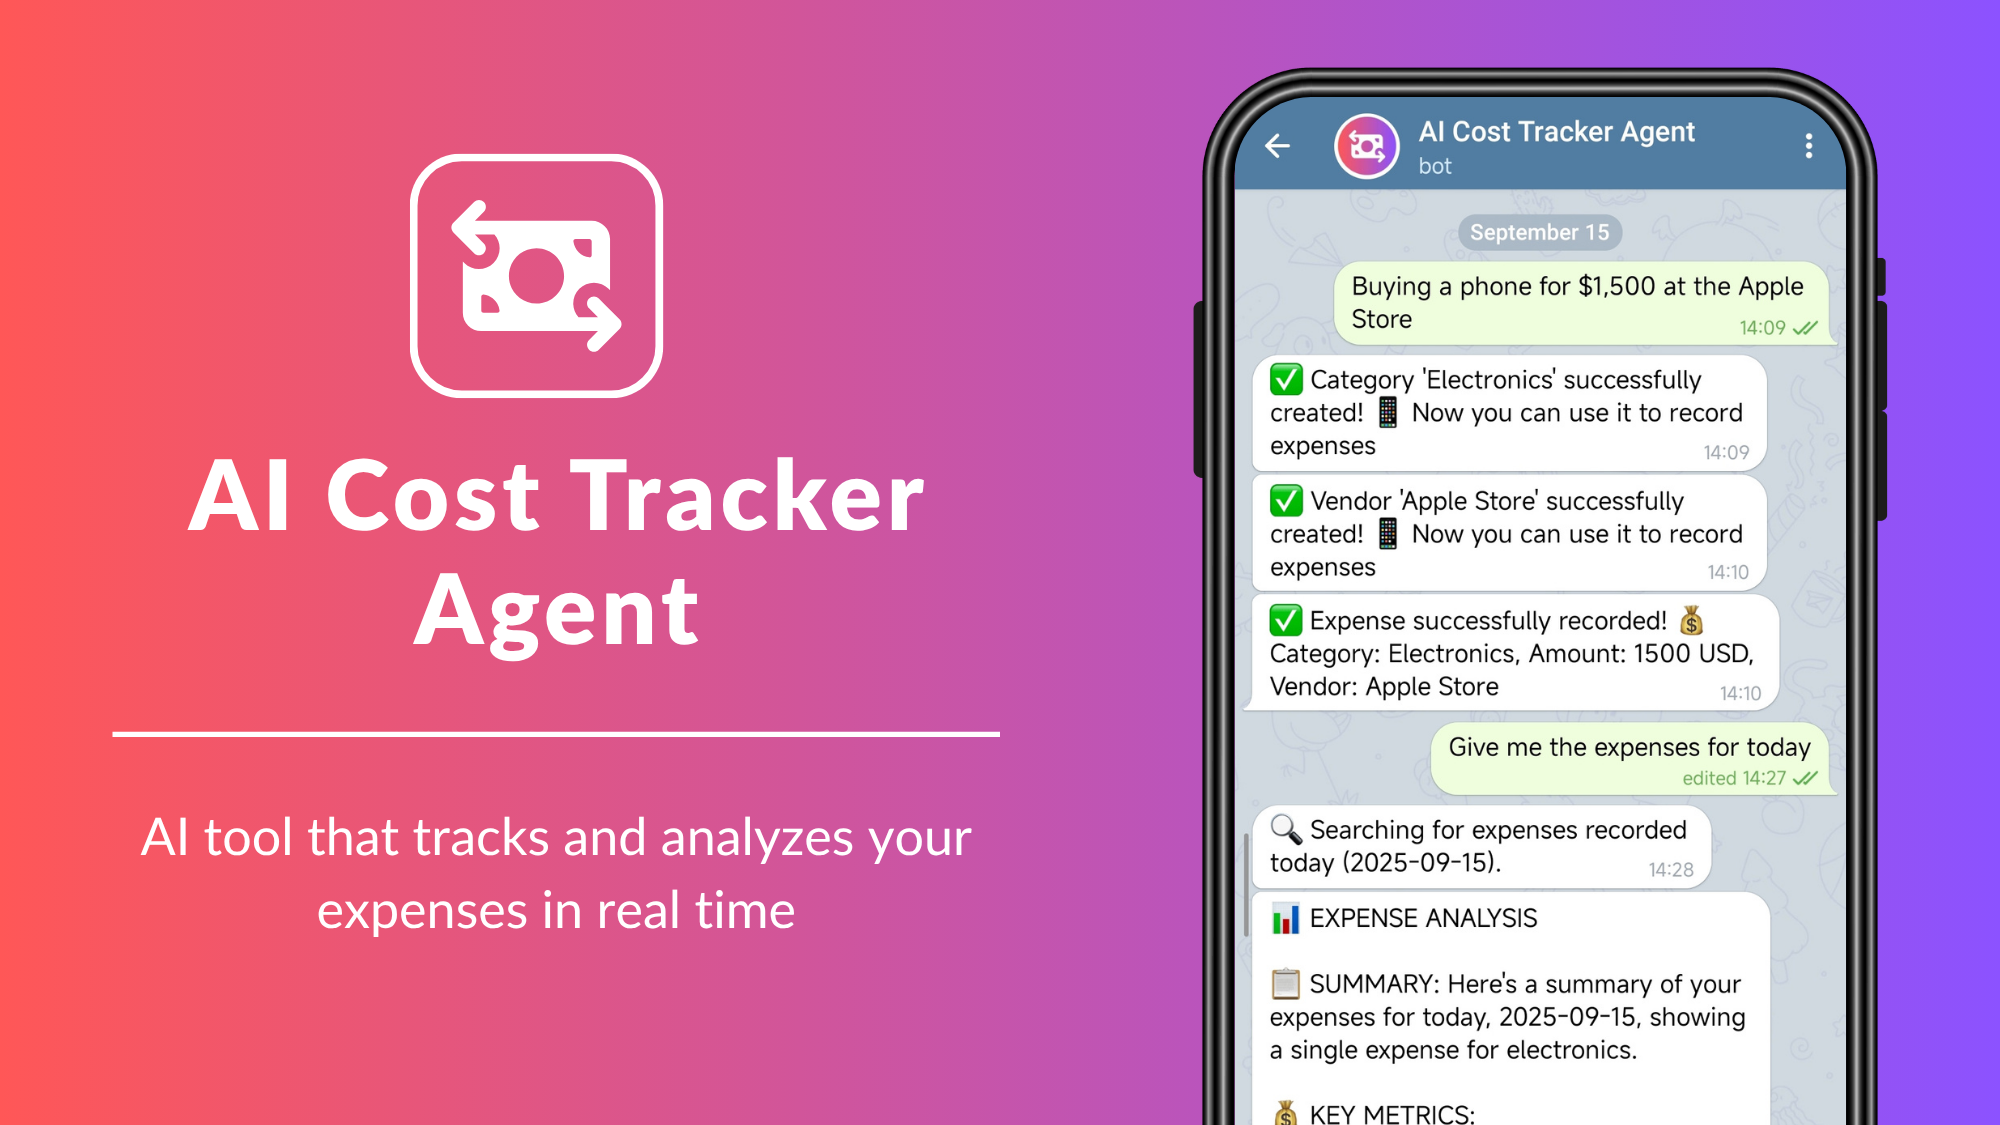 AI Cost Tracker
Agent
AI tool that tracks and analyzes your
expenses in real time
AI Cost Tracker Agent
bot
September 15
Buying a phone for $1,500 at the Apple
Store
14:09
✅ Category 'Electronics' successfully
created! 📱 Now you can use it to record
expenses
14:09
✅ Vendor 'Apple Store' successfully
created! 📱 Now you can use it to record
expenses
14:10
✅ Expense successfully recorded! 💰
Category: Electronics, Amount: 1500 USD,
Vendor: Apple Store
14:10
Give me the expenses for today
edited 14:27
🔍 Searching for expenses recorded
today (2025-09-15).
14:28
📊 EXPENSE ANALYSIS
📋 SUMMARY: Here's a summary of your
expenses for today, 2025-09-15, showing
a single expense for electronics.
💰 KEY METRICS: